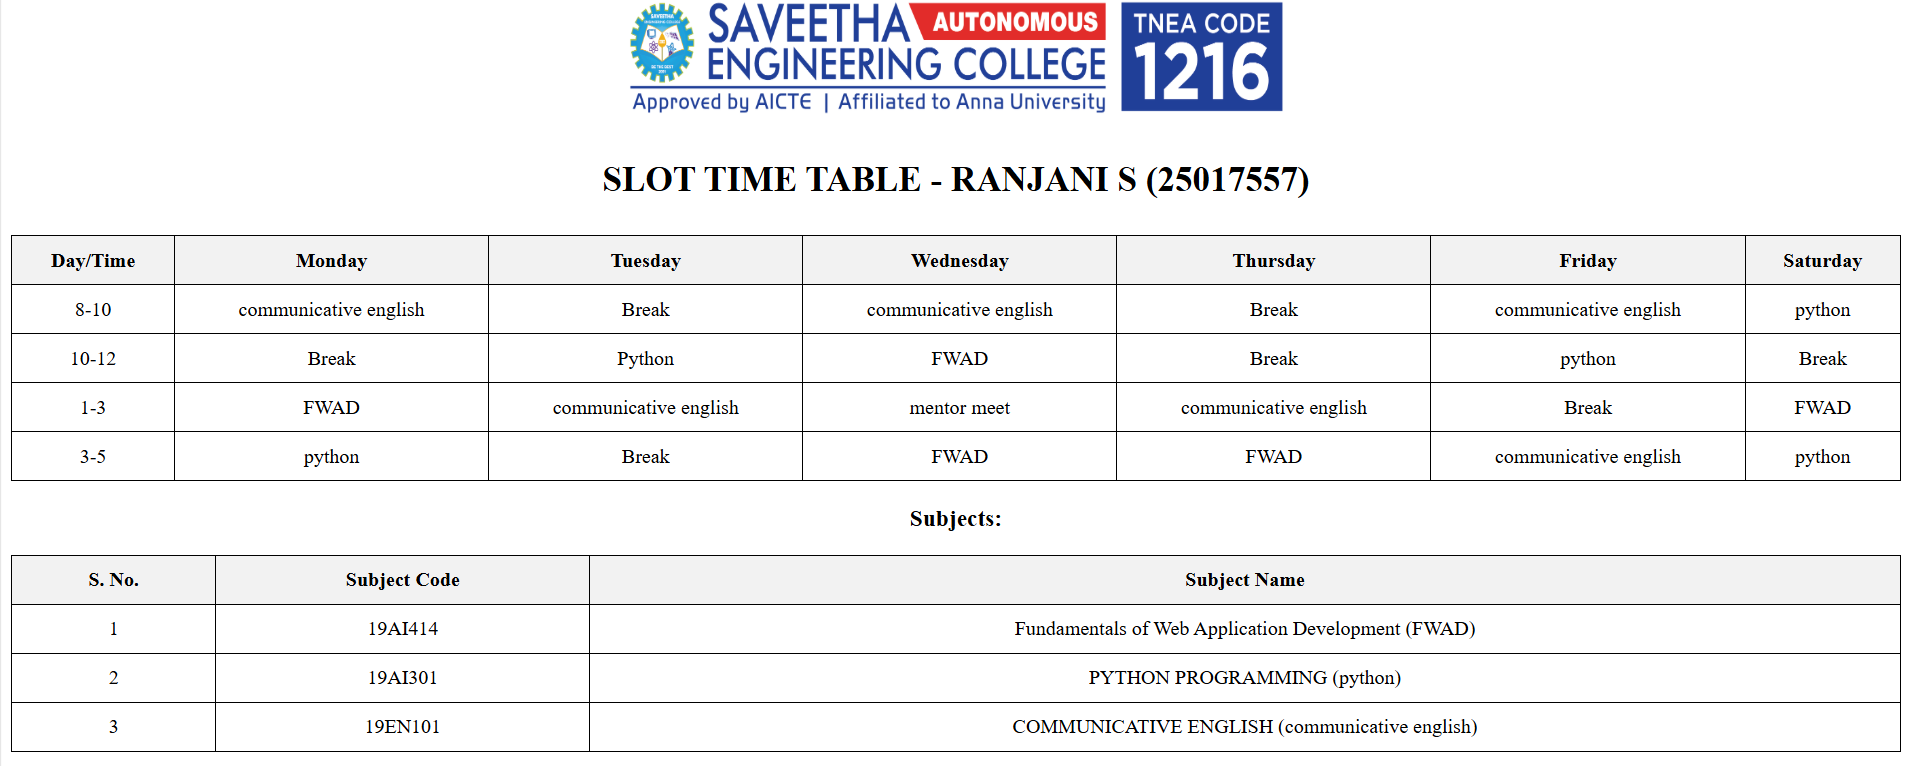 SAVEETHA AUTONOMOUS
ENGINEERING COLLEGE
Approved by AICTE | Affiliated to Anna University
TNEA CODE
1216
SLOT TIME TABLE - RANJANI S (25017557)
Day/Time Monday Tuesday Wednesday Thursday Friday Saturday
8-10 communicative english Break communicative english Break communicative english python
10-12 Break Python FWAD Break python Break
1-3 FWAD communicative english mentor meet communicative english Break FWAD
3-5 python Break FWAD FWAD communicative english python
Subjects:
S. No. Subject Code Subject Name
1 19AI414 Fundamentals of Web Application Development (FWAD)
2 19AI301 PYTHON PROGRAMMING (python)
3 19EN101 COMMUNICATIVE ENGLISH (communicative english)